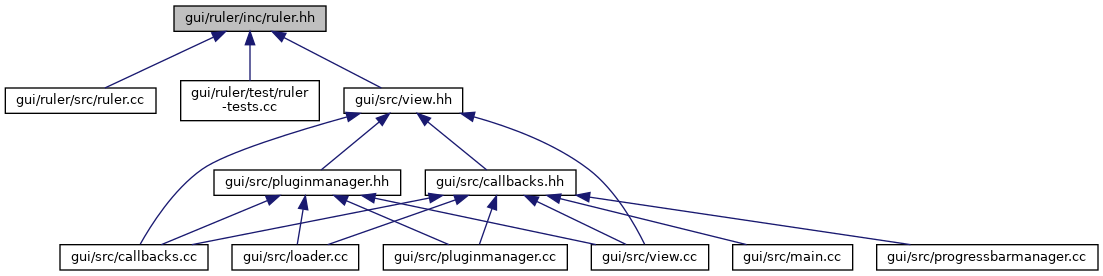 gui/ruler/inc/ruler.hh
gui/ruler/src/ruler.cc
gui/ruler/test/ruler
-tests.cc
gui/src/view.hh
gui/src/pluginmanager.hh
gui/src/callbacks.hh
gui/src/callbacks.cc
gui/src/loader.cc
gui/src/pluginmanager.cc
gui/src/view.cc
gui/src/main.cc
gui/src/progressbarmanager.cc